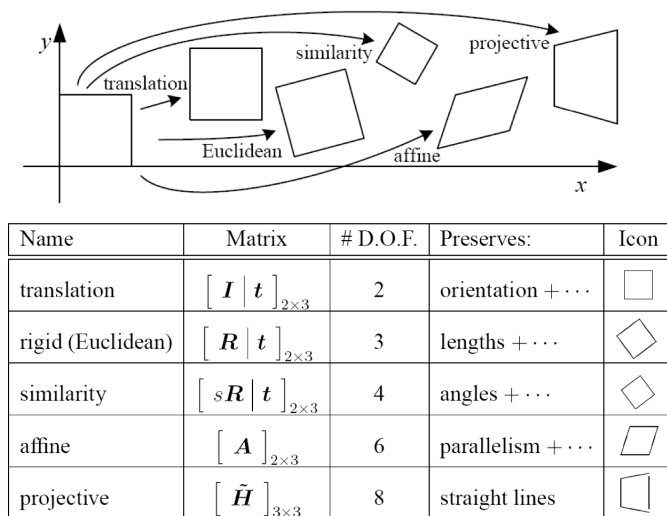 y
similarity
projective
translation
Euclidean
affine
x
Name Matrix # D.O.F. Preserves: Icon
translation [ I | t ]2×3 2 orientation + ···
rigid (Euclidean) [ R | t ]2×3 3 lengths + ···
similarity [ sR | t ]2×3 4 angles + ···
affine [ A ]2×3 6 parallelism + ···
projective [ H̃ ]3×3 8 straight lines